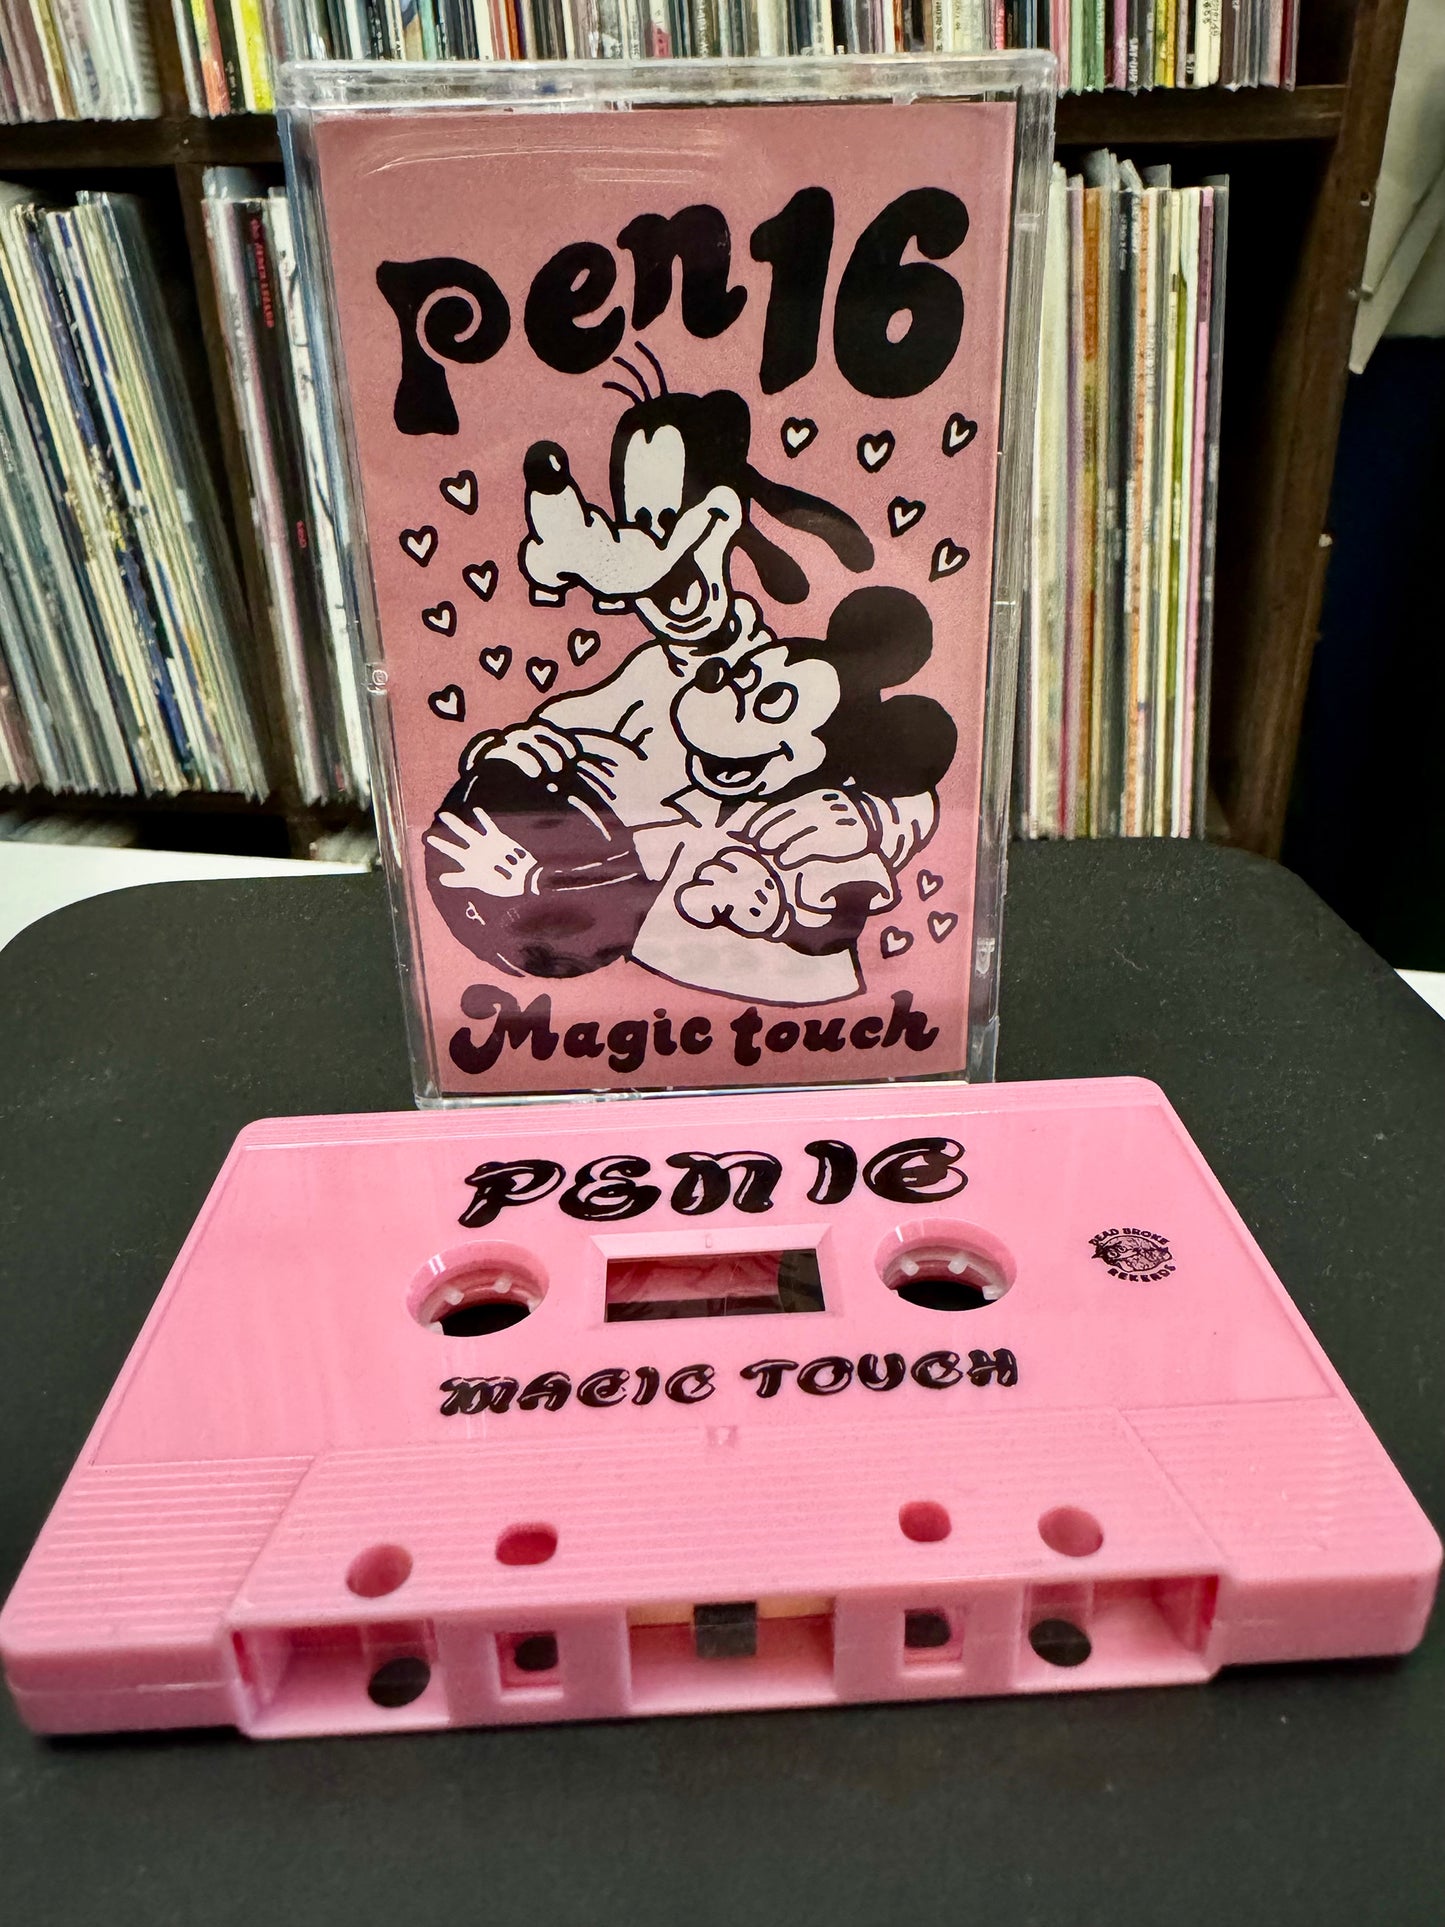 pen16
Magic touch
PEN16
MAGIC TOUCH
DEAD BROKE
REKERDS